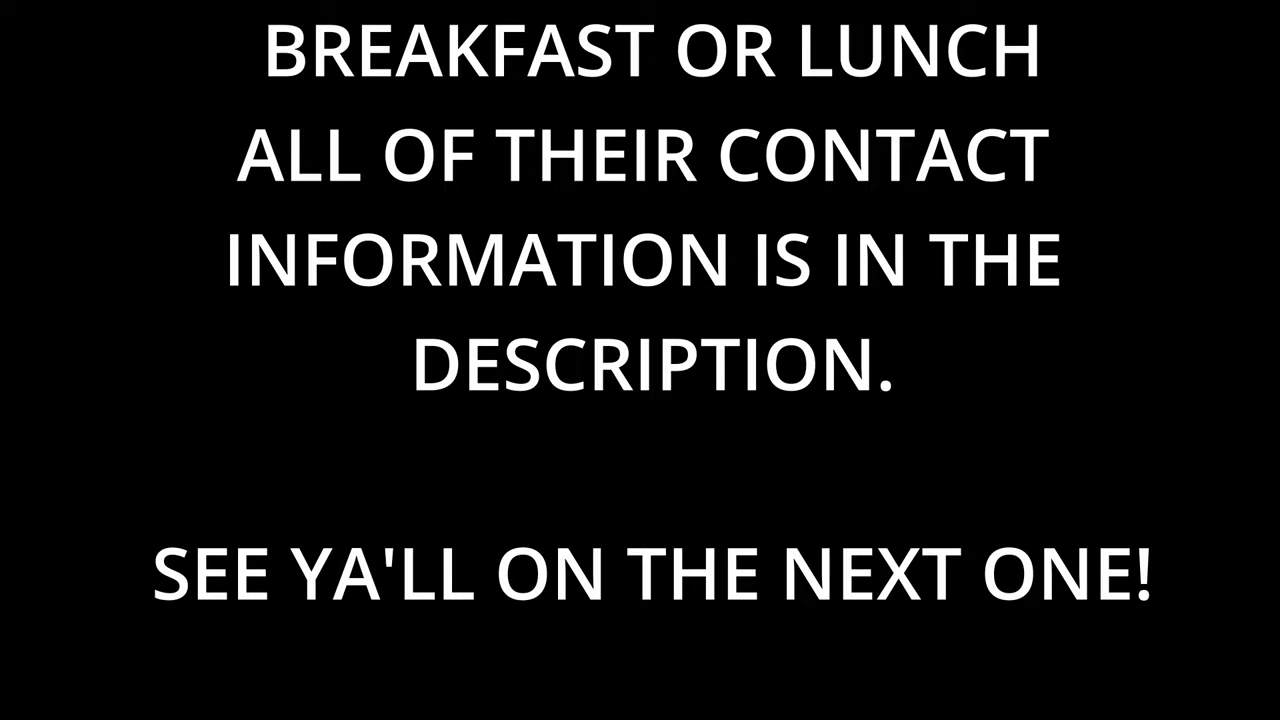 BREAKFAST OR LUNCH
ALL OF THEIR CONTACT
INFORMATION IS IN THE
DESCRIPTION.
SEE YA'LL ON THE NEXT ONE!